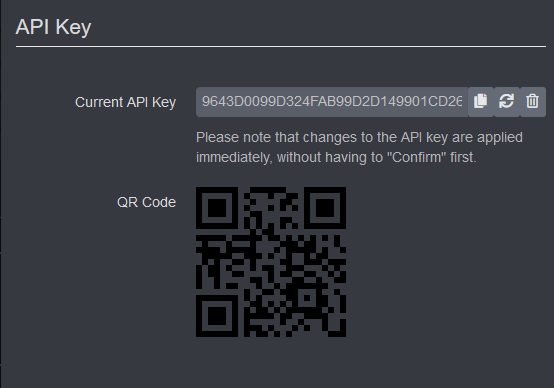 API Key
Current API Key
9643D0099D324FAB99D2D149901CD26
Please note that changes to the API key are applied
immediately, without having to "Confirm" first.
QR Code